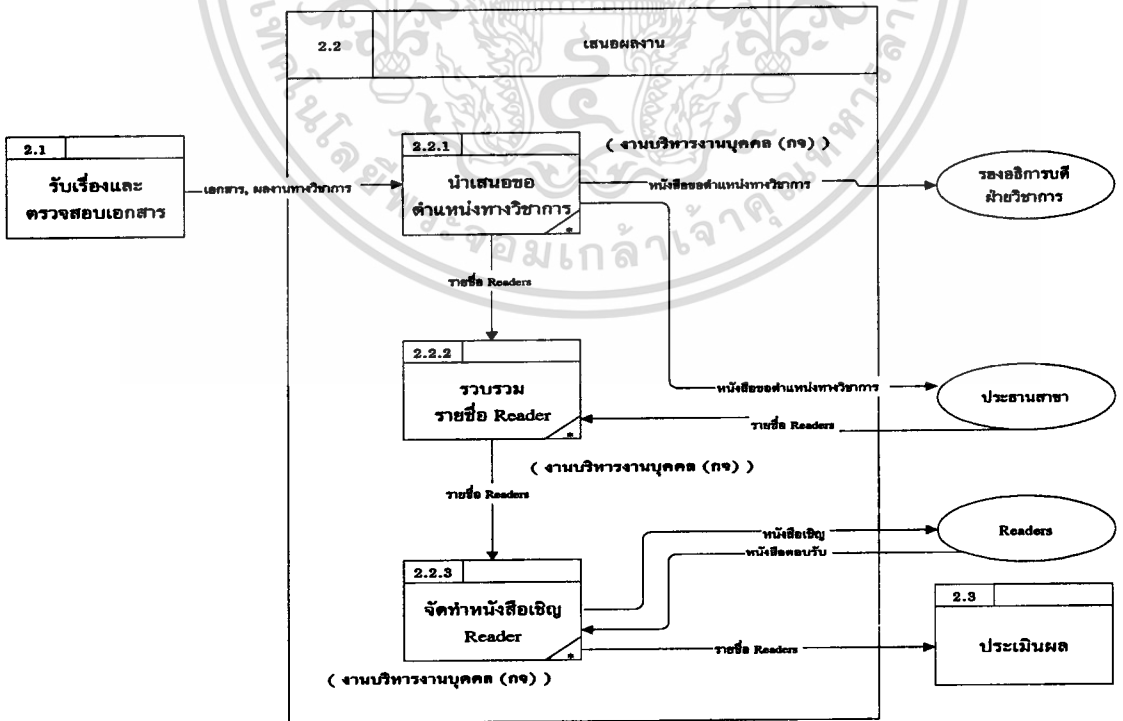 2.2
เสนอผลงาน
2.1
รับเรื่องและ
ตรวจสอบเอกสาร
เอกสาร, ผลงานทางวิชาการ
2.2.1
นำเสนอขอ
ตำแหน่งทางวิชาการ
*
( งานบริหารงานบุคคล (กจ) )
หนังสือขอตำแหน่งทางวิชาการ
รองอธิการบดี
ฝ่ายวิชาการ
รายชื่อ Readers
2.2.2
รวบรวม
รายชื่อ Reader
*
หนังสือขอตำแหน่งทางวิชาการ
ประธานสาขา
รายชื่อ Readers
( งานบริหารงานบุคคล (กจ) )
รายชื่อ Readers
หนังสือเชิญ
Readers
หนังสือตอบรับ
2.2.3
จัดทำหนังสือเชิญ
Reader
*
รายชื่อ Readers
2.3
ประเมินผล
( งานบริหารงานบุคคล (กจ) )